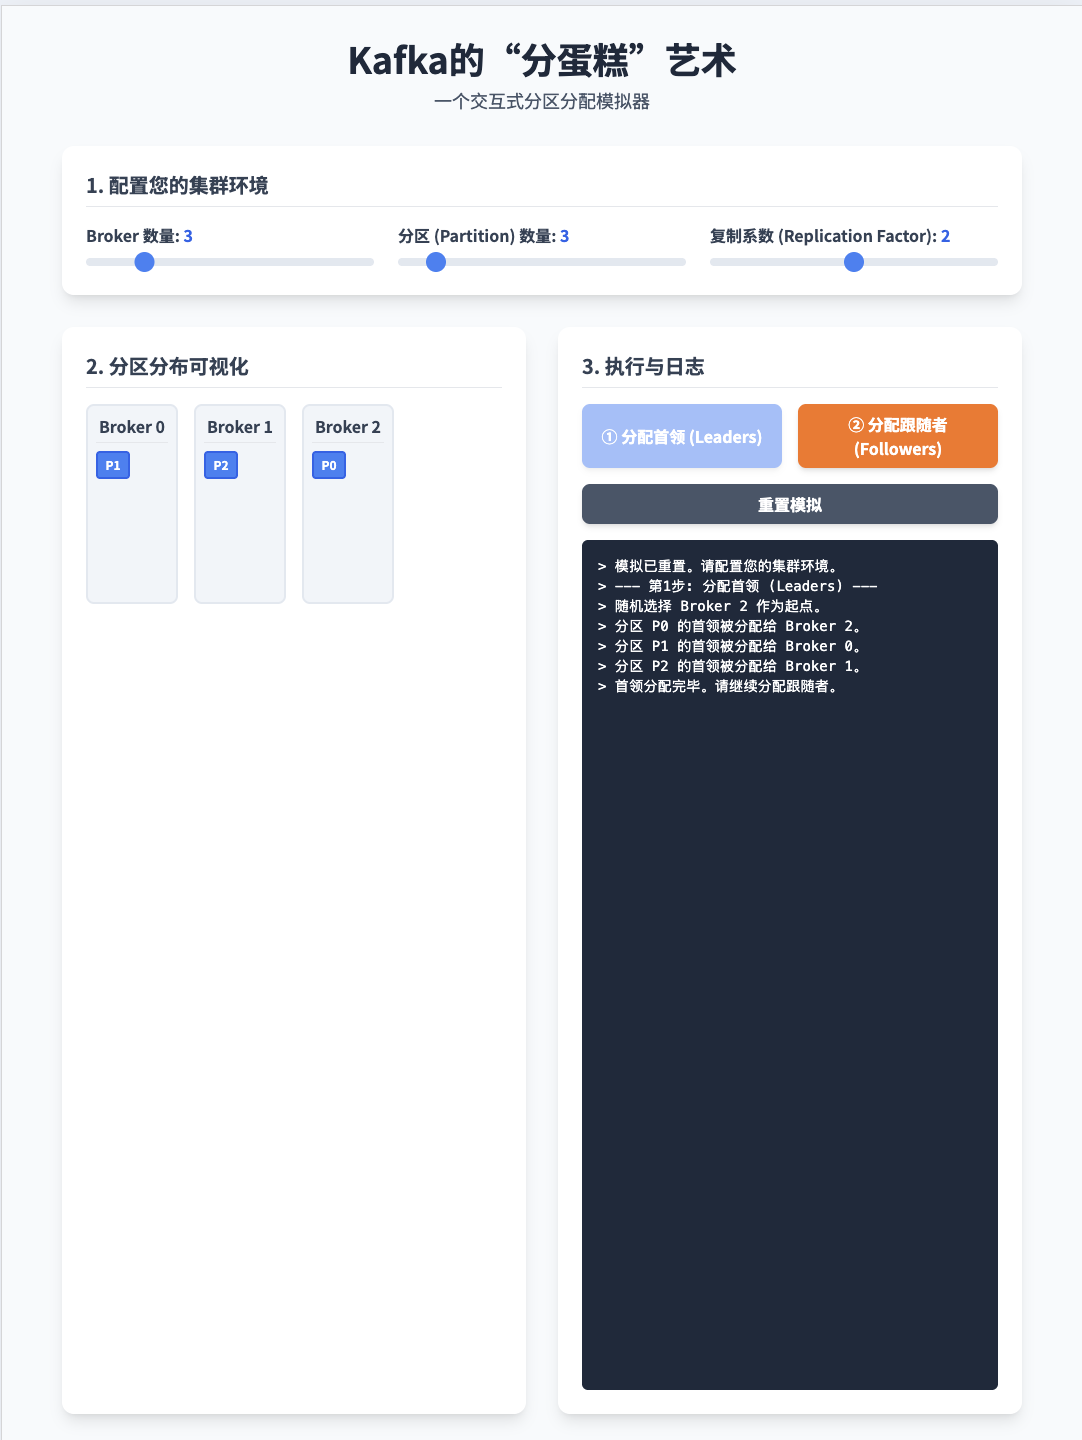 Kafka的“分蛋糕”艺术
一个交互式分区分配模拟器
1. 配置您的集群环境
Broker 数量: 3
分区 (Partition) 数量: 3
复制系数 (Replication Factor): 2
2. 分区分布可视化
Broker 0
P1
Broker 1
P2
Broker 2
P0
3. 执行与日志
① 分配首领 (Leaders)
② 分配跟随者
(Followers)
重置模拟
> 模拟已重置。请配置您的集群环境。
> --- 第1步: 分配首领 (Leaders) ---
> 随机选择 Broker 2 作为起点。
> 分区 P0 的首领被分配给 Broker 2。
> 分区 P1 的首领被分配给 Broker 0。
> 分区 P2 的首领被分配给 Broker 1。
> 首领分配完毕。请继续分配跟随者。